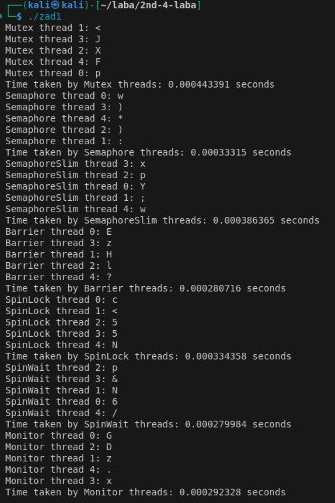 ┌──(kali㉿kali)-[~/laba/2nd-4-laba]
└─$ ./zad1
Mutex thread 1: <
Mutex thread 3: J
Mutex thread 2: X
Mutex thread 4: F
Mutex thread 0: p
Time taken by Mutex threads: 0.000443391 seconds
Semaphore thread 0: w
Semaphore thread 3: )
Semaphore thread 4: *
Semaphore thread 2: )
Semaphore thread 1: :
Time taken by Semaphore threads: 0.00033315 seconds
SemaphoreSlim thread 3: x
SemaphoreSlim thread 2: p
SemaphoreSlim thread 0: Y
SemaphoreSlim thread 1: ;
SemaphoreSlim thread 4: w
Time taken by SemaphoreSlim threads: 0.000386365 seconds
Barrier thread 0: E
Barrier thread 3: z
Barrier thread 1: H
Barrier thread 2: l
Barrier thread 4: ?
Time taken by Barrier threads: 0.000280716 seconds
SpinLock thread 0: c
SpinLock thread 1: <
SpinLock thread 2: 5
SpinLock thread 3: 5
SpinLock thread 4: N
Time taken by SpinLock threads: 0.000334358 seconds
SpinWait thread 2: p
SpinWait thread 3: &
SpinWait thread 1: N
SpinWait thread 0: 6
SpinWait thread 4: /
Time taken by SpinWait threads: 0.000279984 seconds
Monitor thread 0: G
Monitor thread 2: D
Monitor thread 1: z
Monitor thread 4: .
Monitor thread 3: x
Time taken by Monitor threads: 0.000292328 seconds